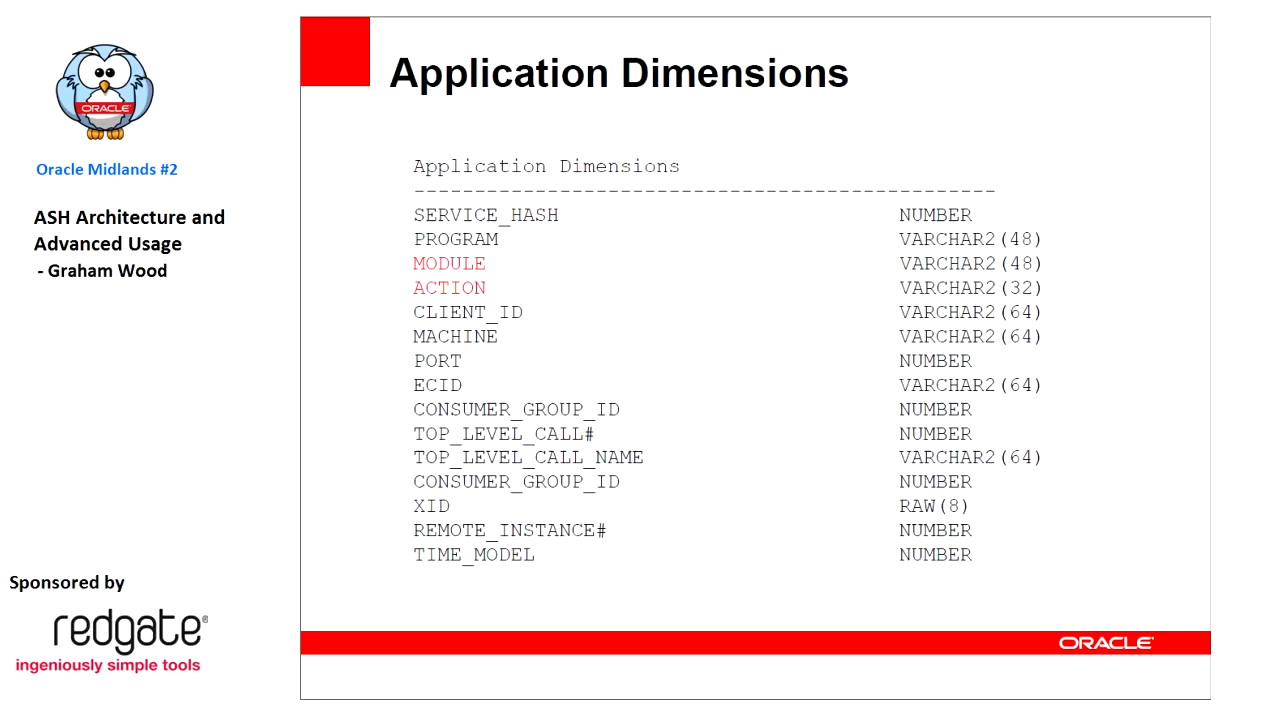 ORACLE
Oracle Midlands #2
ASH Architecture and
Advanced Usage
- Graham Wood
Sponsored by
redgate®
ingeniously simple tools
Application Dimensions
Application Dimensions
------------------------------------------------
SERVICE_HASH NUMBER
PROGRAM VARCHAR2(48)
MODULE VARCHAR2(48)
ACTION VARCHAR2(32)
CLIENT_ID VARCHAR2(64)
MACHINE VARCHAR2(64)
PORT NUMBER
ECID VARCHAR2(64)
CONSUMER_GROUP_ID NUMBER
TOP_LEVEL_CALL# NUMBER
TOP_LEVEL_CALL_NAME VARCHAR2(64)
CONSUMER_GROUP_ID NUMBER
XID RAW(8)
REMOTE_INSTANCE# NUMBER
TIME_MODEL NUMBER
ORACLE